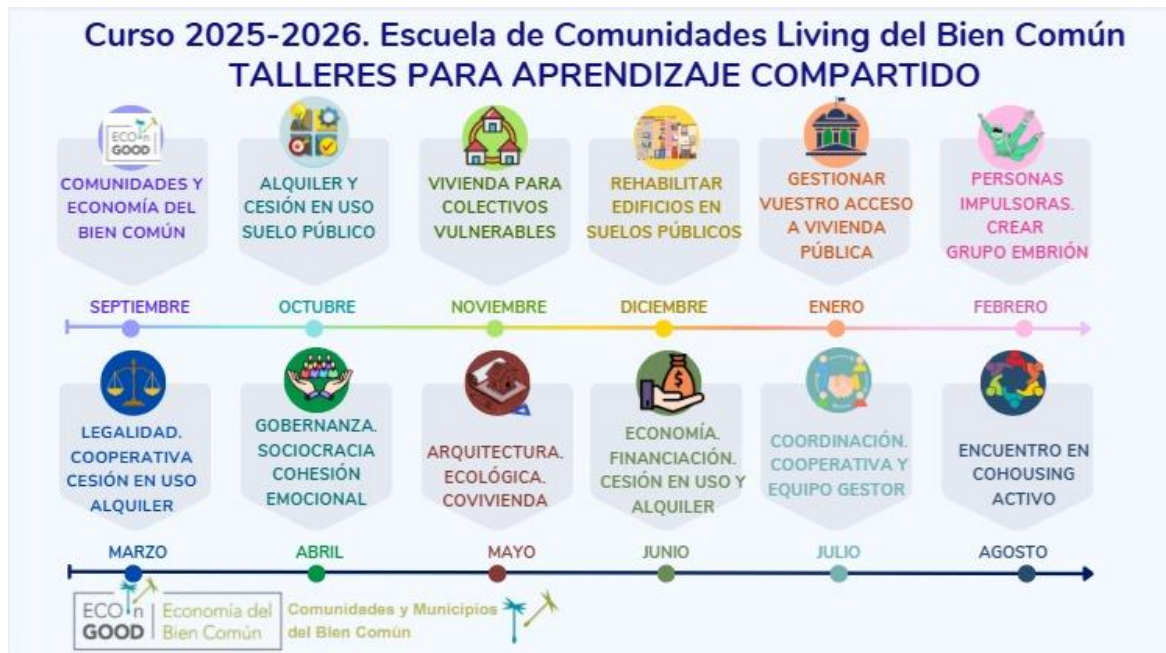 Curso 2025-2026. Escuela de Comunidades Living del Bien Común
TALLERES PARA APRENDIZAJE COMPARTIDO
ECOnGOOD
COMUNIDADES Y
ECONOMÍA DEL
BIEN COMÚN
ALQUILER Y
CESIÓN EN USO
SUELO PÚBLICO
VIVIENDA PARA
COLECTIVOS
VULNERABLES
REHABILITAR
EDIFICIOS EN
SUELOS PÚBLICOS
GESTIONAR
VUESTRO ACCESO
A VIVIENDA
PÚBLICA
PERSONAS
IMPULSORAS.
CREAR
GRUPO EMBRIÓN
SEPTIEMBRE
OCTUBRE
NOVIEMBRE
DICIEMBRE
ENERO
FEBRERO
LEGALIDAD.
COOPERATIVA
CESIÓN EN USO
ALQUILER
GOBERNANZA.
SOCIOCRACIA
COHESIÓN
EMOCIONAL
ARQUITECTURA.
ECOLÓGICA.
COVIVIENDA
ECONOMÍA.
FINANCIACIÓN.
CESIÓN EN USO Y
ALQUILER
COORDINACIÓN.
COOPERATIVA Y
EQUIPO GESTOR
ENCUENTRO EN
COHOUSING
ACTIVO
MARZO
ABRIL
MAYO
JUNIO
JULIO
AGOSTO
ECOnGOOD
Economía del
Bien Común
Comunidades y Municipios
del Bien Común